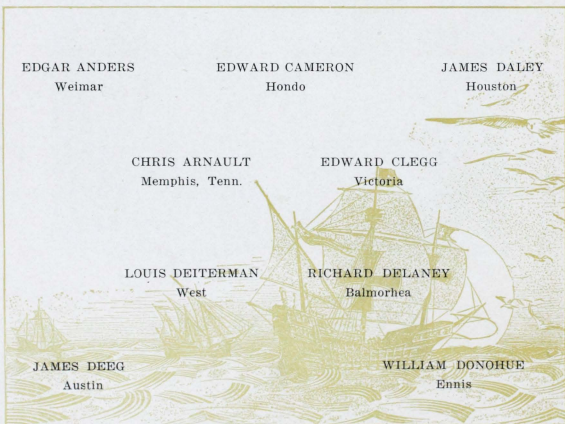 EDGAR ANDERS
Weimar
EDWARD CAMERON
Hondo
JAMES DALEY
Houston
CHRIS ARNAULT
Memphis, Tenn.
EDWARD CLEGG
Victoria
LOUIS DEITERMAN
West
RICHARD DELANEY
Balmorhea
JAMES DEEG
Austin
WILLIAM DONOHUE
Ennis